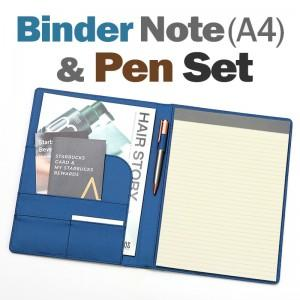 Binder Note(A4)
& Pen Set
HAIR STORY
STARBUCKS
CARD &
MY STARBUCKS
REWARDS